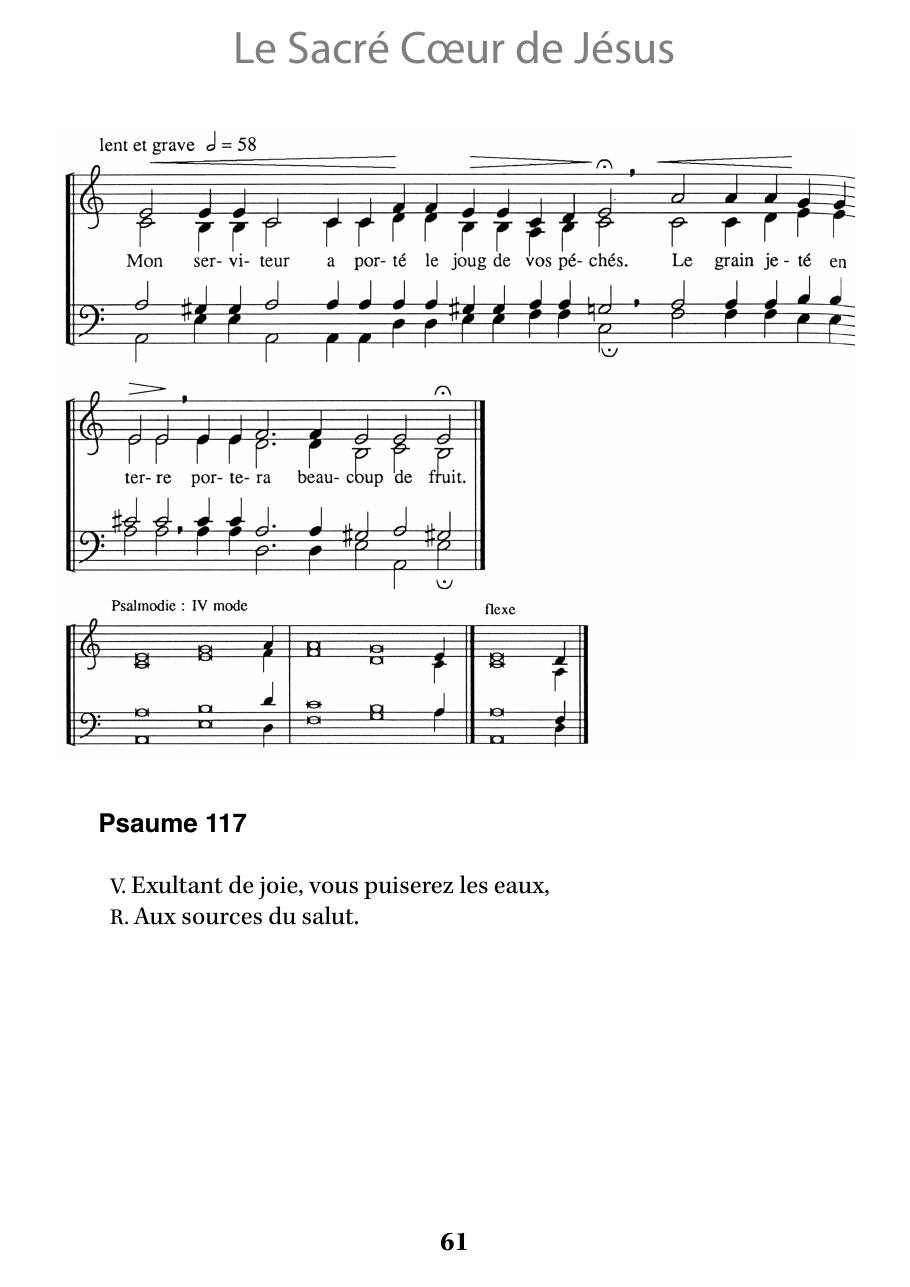 Le Sacré Cœur de Jésus
lent et grave = 58
Mon ser- vi- teur a por- té le joug de vos pé- chés. Le grain je - té en
ter- re por- te- ra beau- coup de fruit.
Psalmodie : IV mode
flexe
Psaume 117
V. Exultant de joie, vous puiserez les eaux,
R. Aux sources du salut.
61